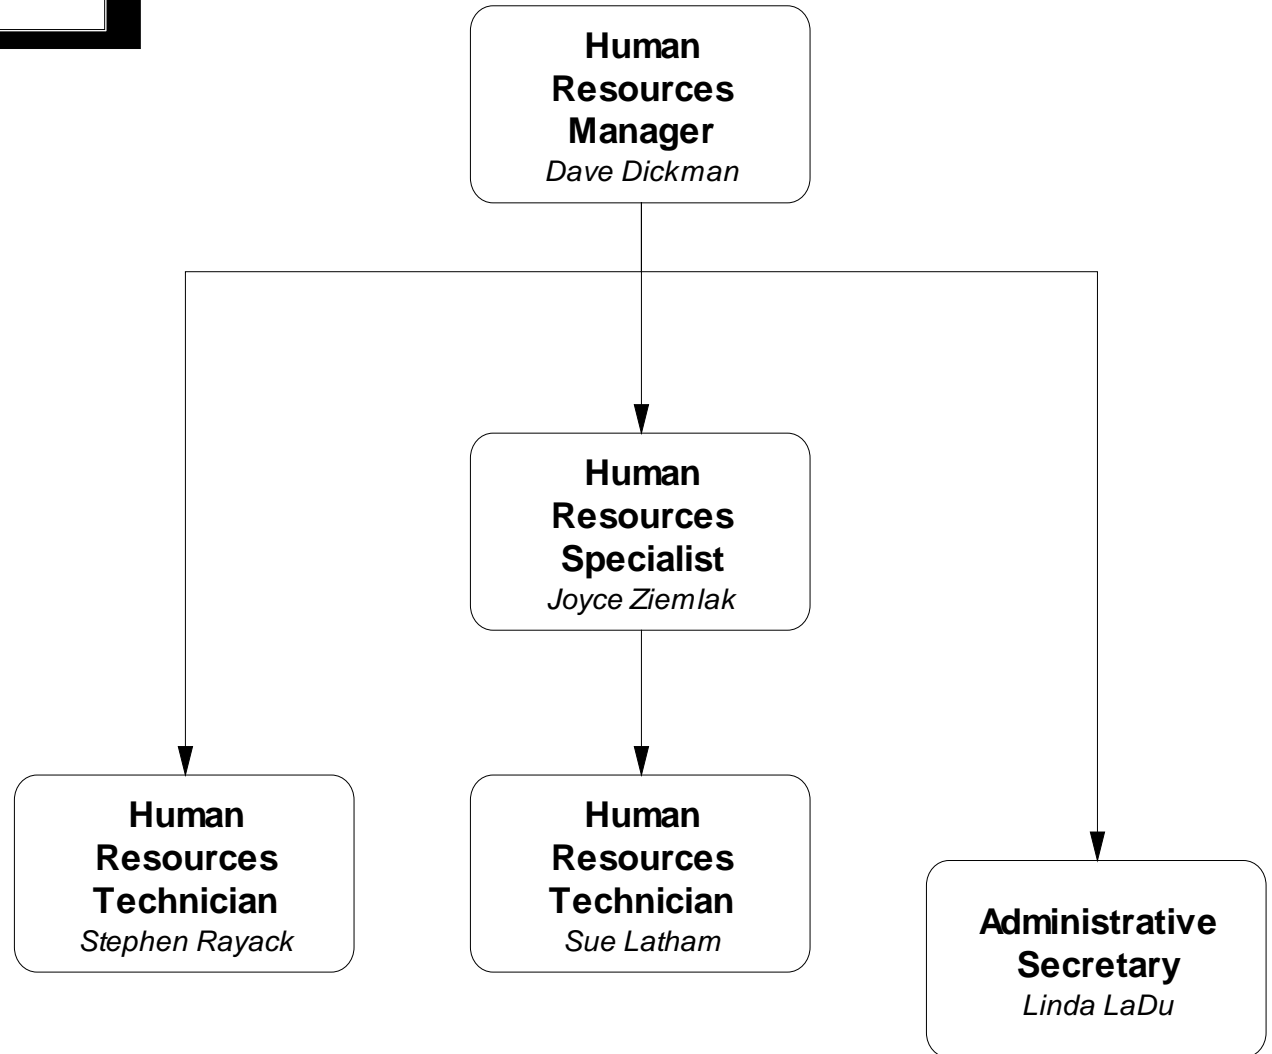 Human
Resources
Manager
Dave Dickman
Human
Resources
Specialist
Joyce Ziemlak
Human
Resources
Technician
Stephen Rayack
Human
Resources
Technician
Sue Latham
Administrative
Secretary
Linda LaDu